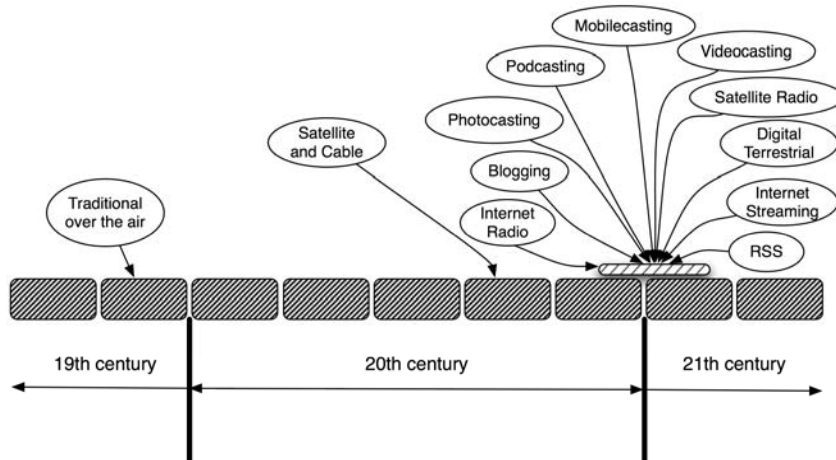 Mobilecasting
Videocasting
Podcasting
Satellite Radio
Photocasting
Satellite
and Cable
Digital
Terrestrial
Blogging
Traditional
over the air
Internet
Radio
Internet
Streaming
RSS
19th century
20th century
21th century